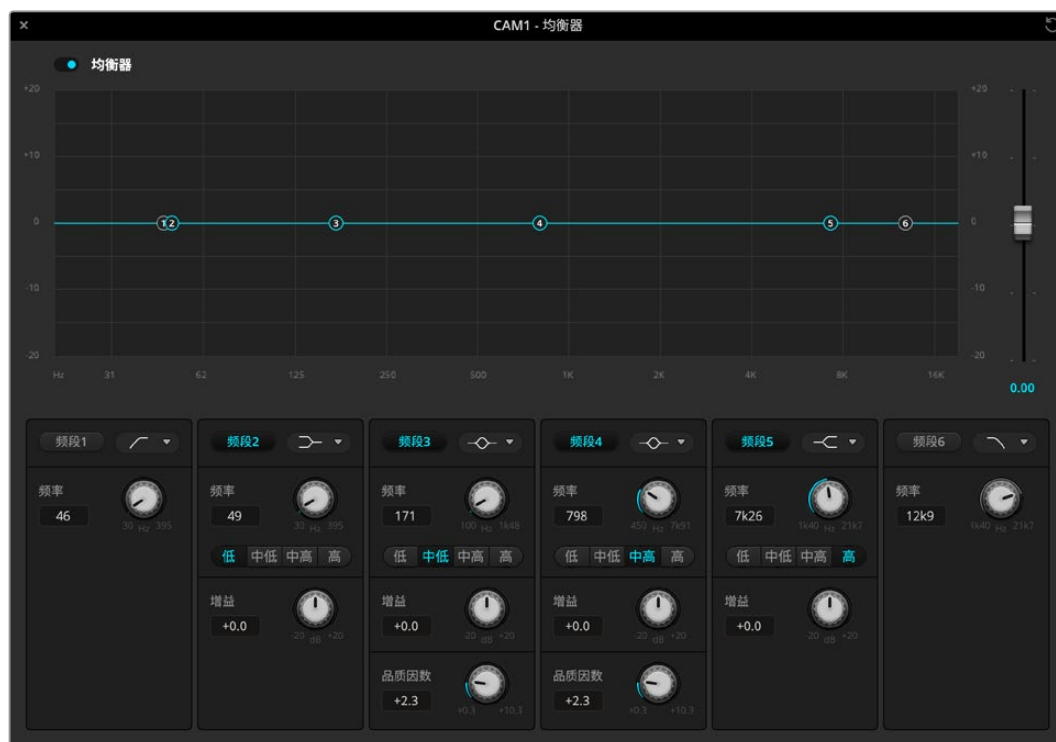 CAM1 - 均衡器
均衡器
+20 +20
+10 +10
0 0
-10 -10
-20 -20
Hz 31 62 125 250 500 1K 2K 4K 8K 16K
0.00
1 2 3 4 5 6
频段1 频段2 频段3 频段4 频段5 频段6
频率 频率 频率 频率 频率 频率
46 49 171 798 7k26 12k9
30 Hz 395 30 Hz 395 100 Hz 1k48 450 Hz 7k91 1k40 Hz 21k7 1k40 Hz 21k7
低 中低 中高 高 低 中低 中高 高 低 中低 中高 高 低 中低 中高 高
增益 增益 增益 增益
+0.0 +0.0 +0.0 +0.0
-20 dB +20 -20 dB +20 -20 dB +20 -20 dB +20
品质因数 品质因数
+2.3 +2.3
+0.3 +10.3 +0.3 +10.3